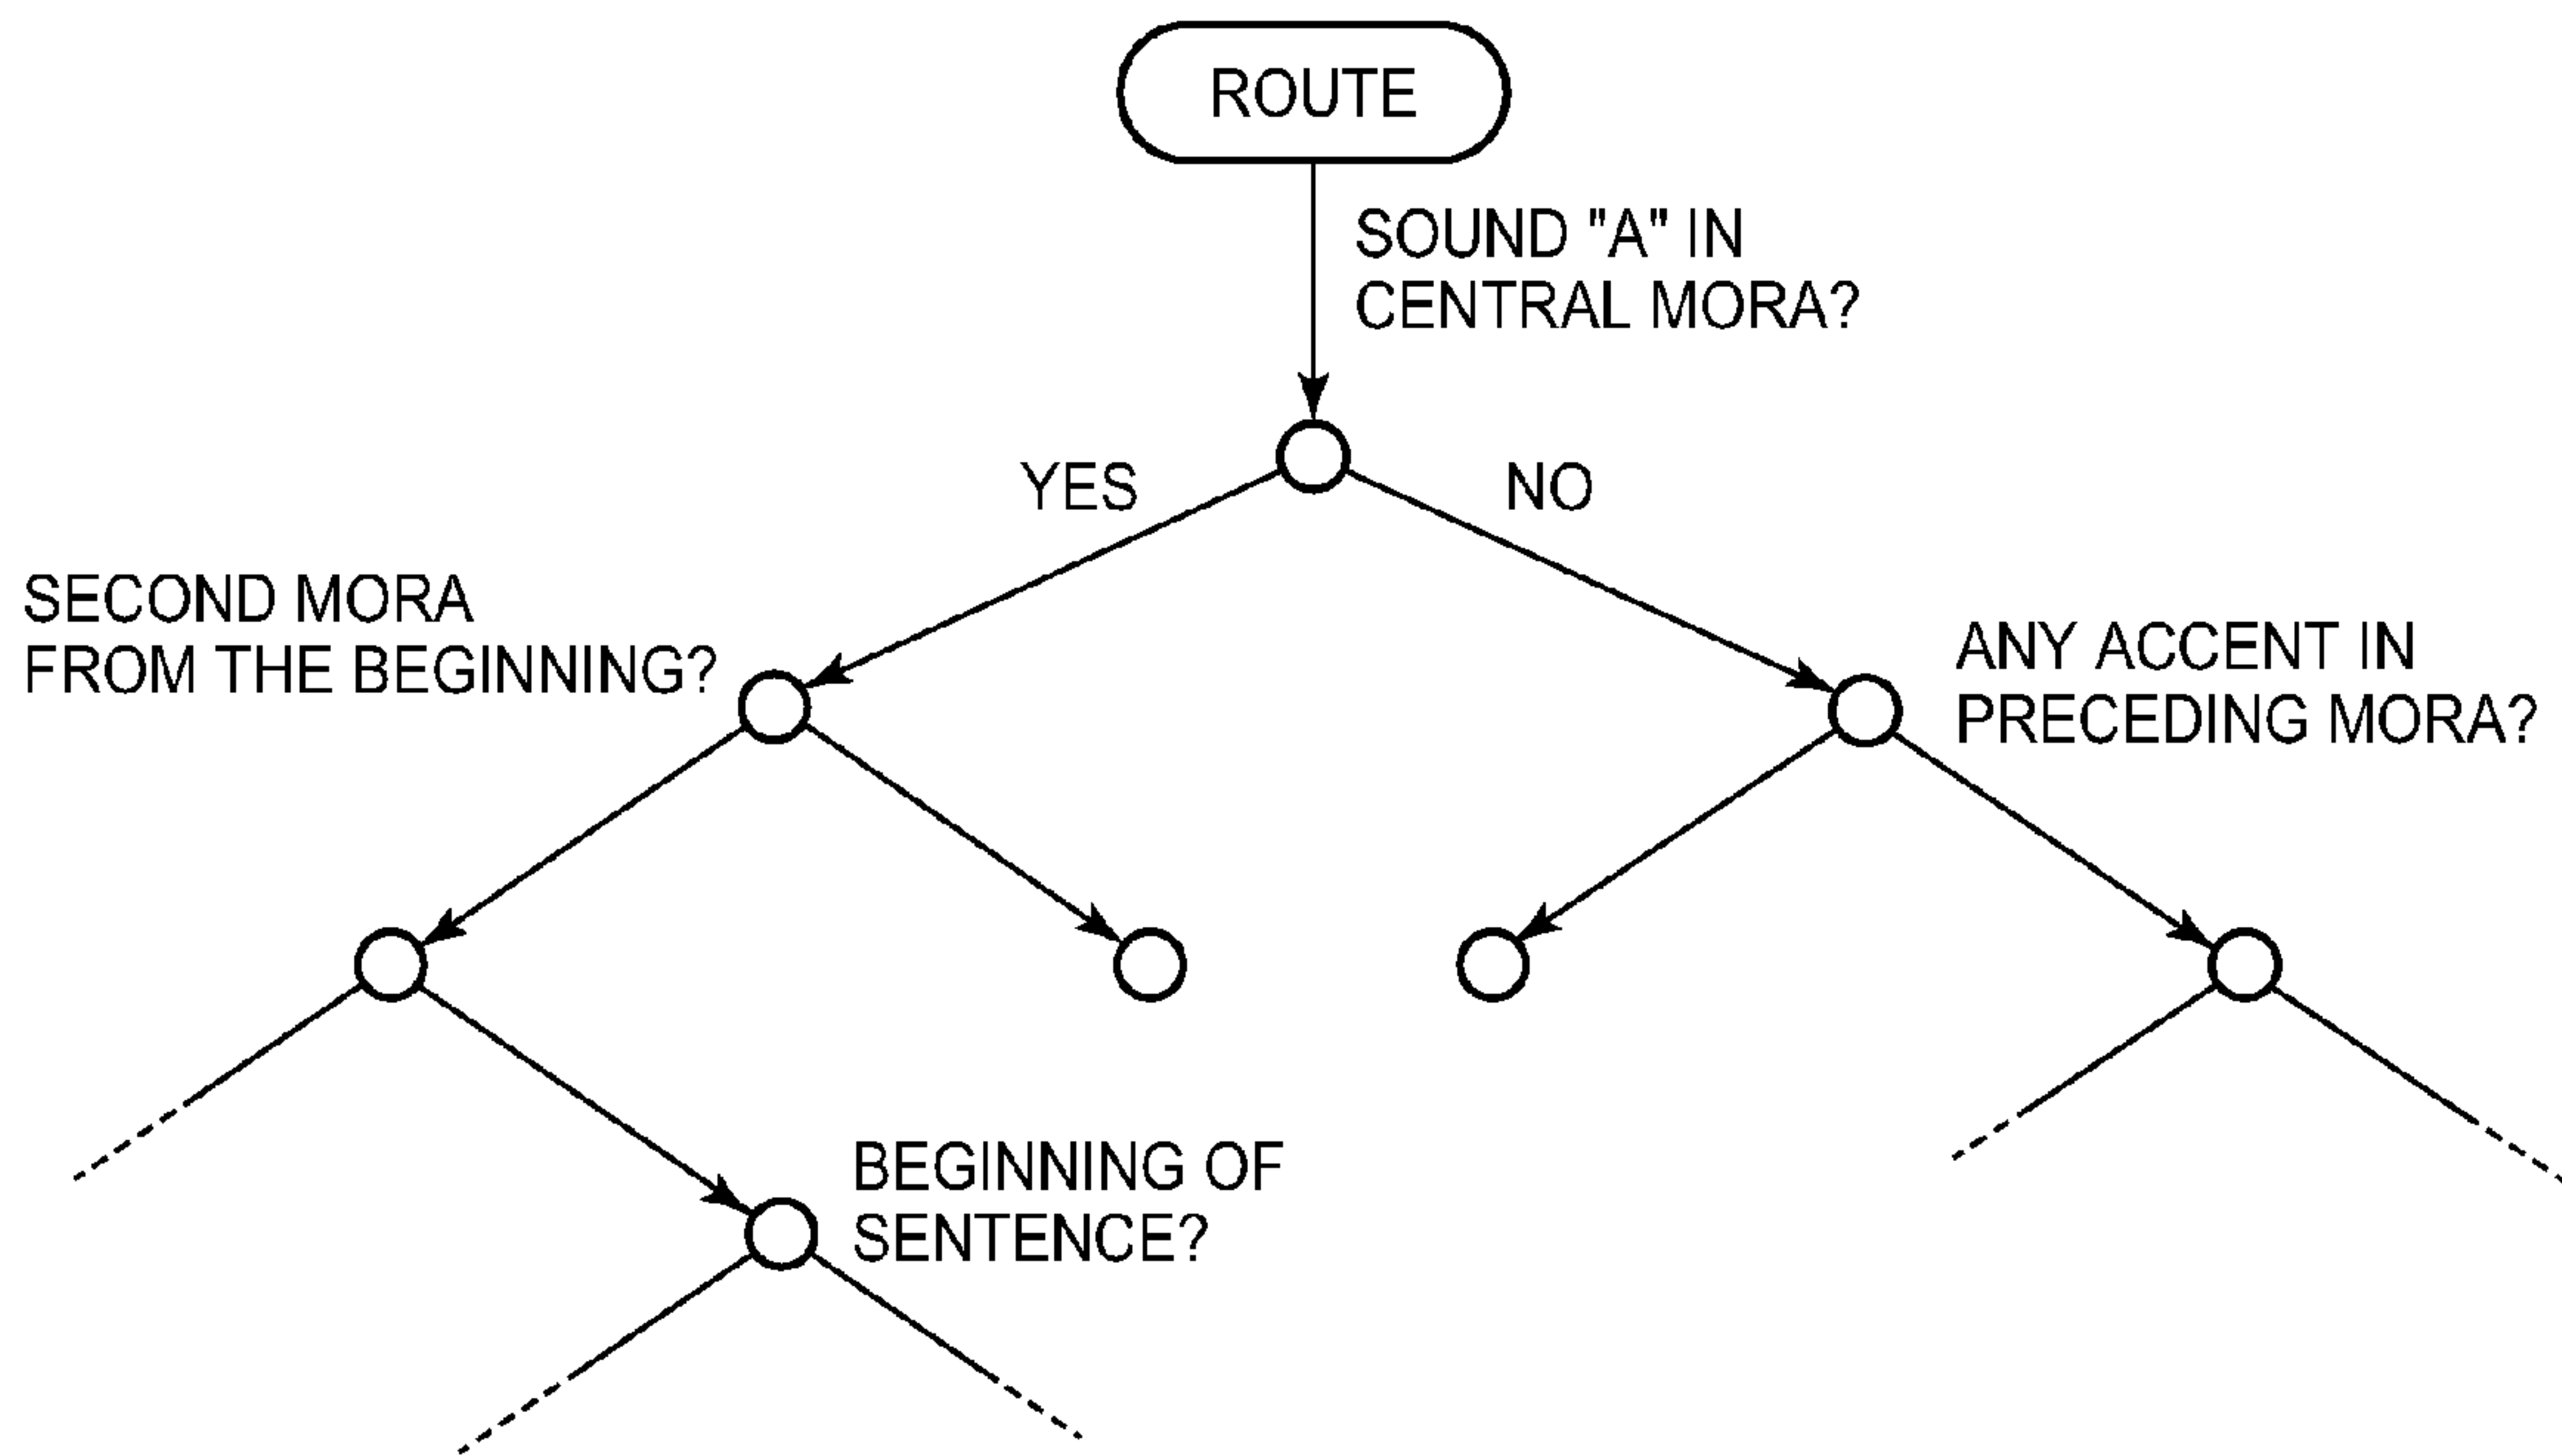 ROUTE
SOUND "A" IN
CENTRAL MORA?
YES
NO
SECOND MORA
FROM THE BEGINNING?
ANY ACCENT IN
PRECEDING MORA?
BEGINNING OF
SENTENCE?